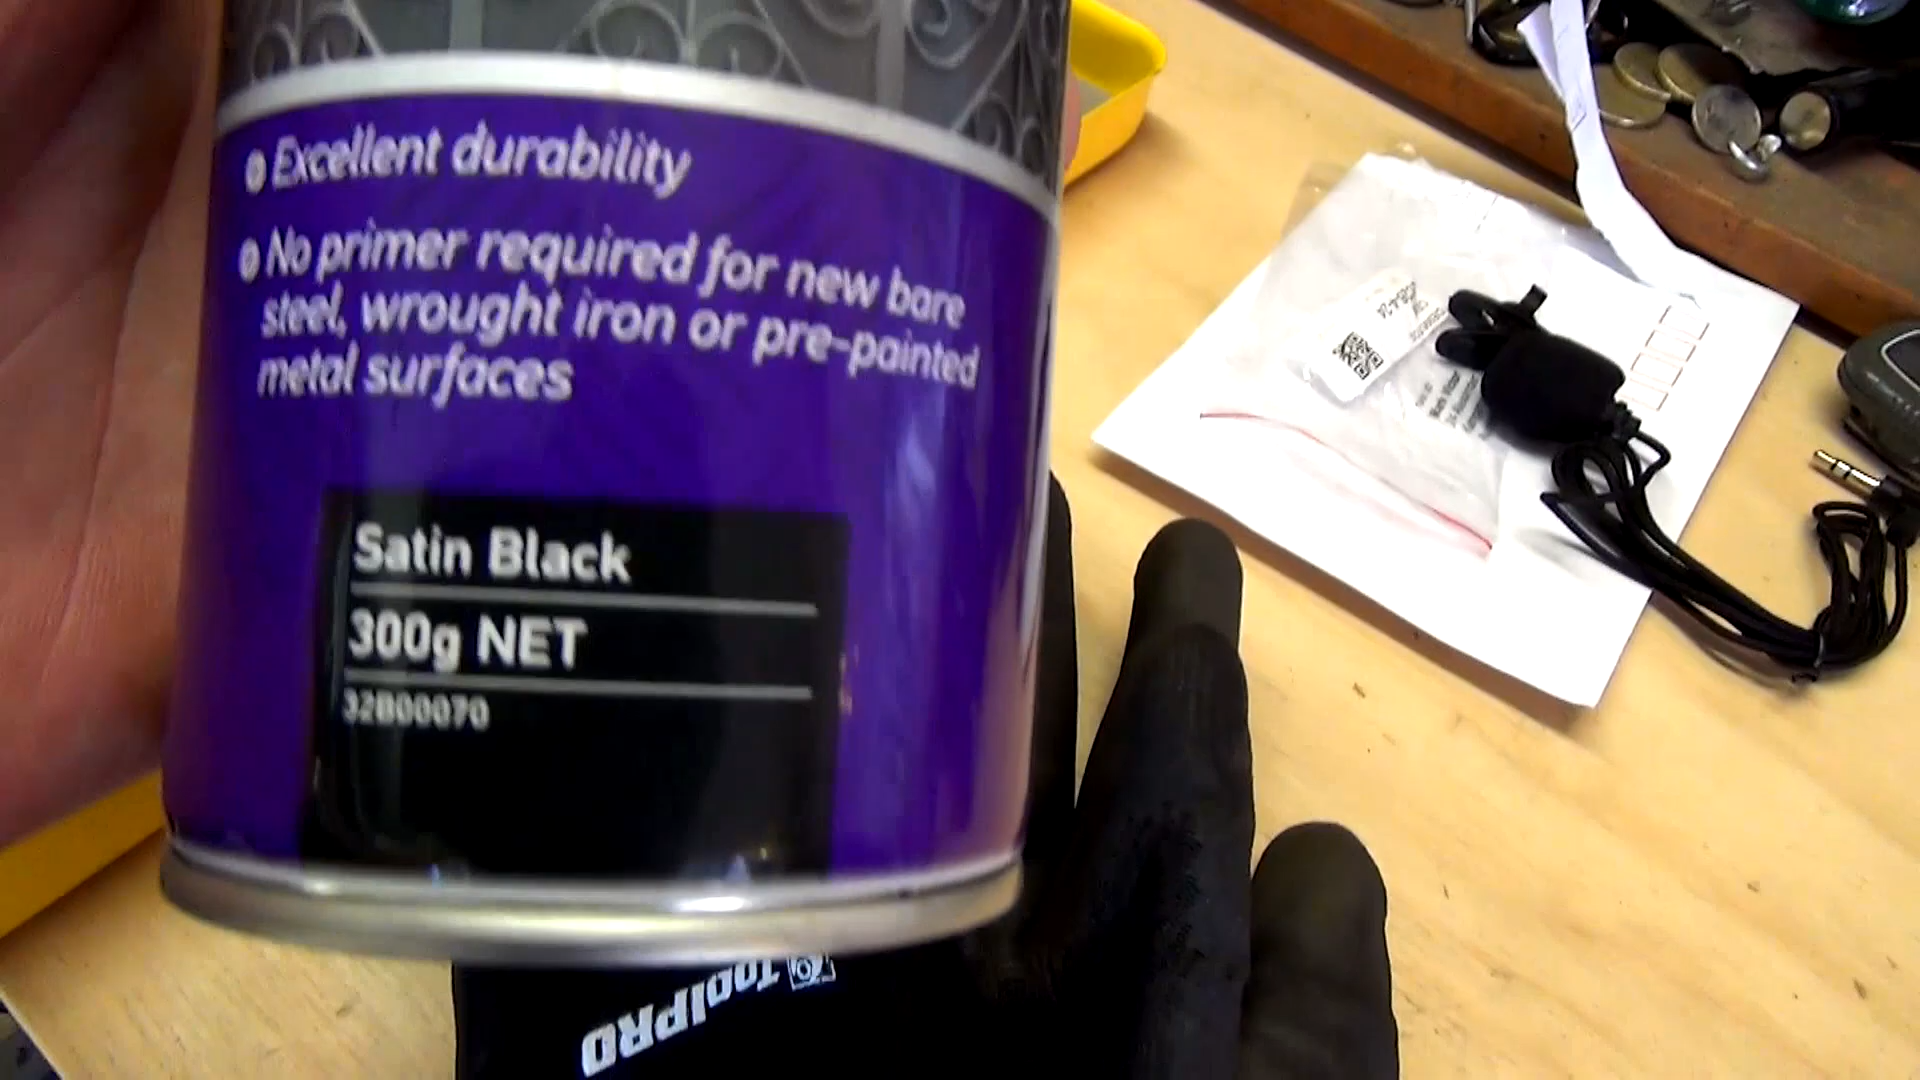 Excellent durability
No primer required for new bare
steel, wrought iron or pre-painted
metal surfaces
Satin Black
300g NET
32B00070
ToolPRO